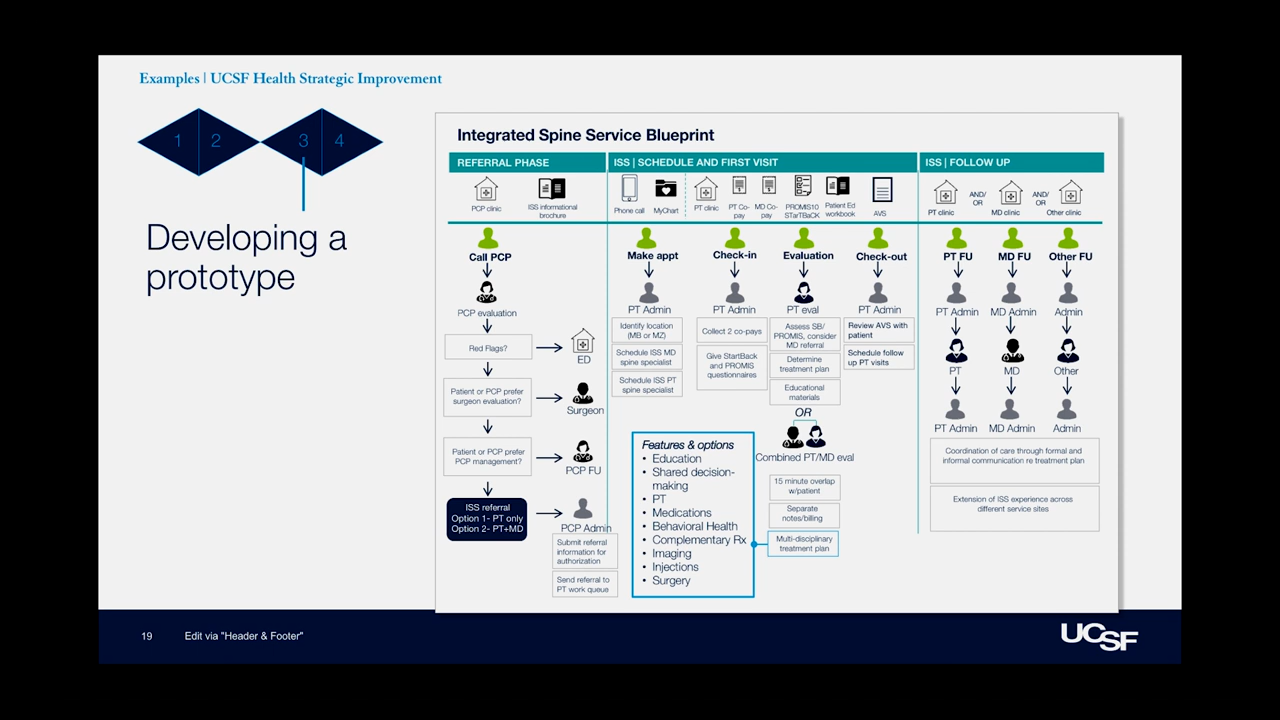 Examples | UCSF Health Strategic Improvement
1
2
3
4
Developing a
prototype
Integrated Spine Service Blueprint
REFERRAL PHASE
PCP clinic
ISS informational
brochure
Call PCP
PCP evaluation
Red Flags?
ED
Patient or PCP prefer
surgeon evaluation?
Surgeon
Patient or PCP prefer
PCP management?
PCP FU
ISS referral
Option 1- PT only
Option 2- PT+MD
PCP Admin
Submit referral
information for
authorization
Send referral to
PT work queue
ISS | SCHEDULE AND FIRST VISIT
Phone call
MyChart
PT clinic
PT Co-
pay
MD Co-
pay
PROMIS10
STarTBaCK
Patient Ed
workbook
AVS
Make appt
PT Admin
Identify location
(MB or MZ)
Schedule ISS MD
spine specialist
Schedule ISS PT
spine specialist
Check-in
PT Admin
Collect 2 co-pays
Give StartBack
and PROMIS
questionnaires
Evaluation
PT eval
Assess SB/
PROMIS, consider
MD referral
Determine
treatment plan
Educational
materials
OR
Combined PT/MD eval
15 minute overlap
w/patient
Separate
notes/billing
Multi-disciplinary
treatment plan
Check-out
PT Admin
Review AVS with
patient
Schedule follow
up PT visits
Features & options
• Education
• Shared decision-
making
• PT
• Medications
• Behavioral Health
• Complementary Rx
• Imaging
• Injections
• Surgery
ISS | FOLLOW UP
PT clinic
AND/
OR
MD clinic
AND/
OR
Other clinic
PT FU
MD FU
Other FU
PT Admin
MD Admin
Admin
PT
MD
Other
PT Admin
MD Admin
Admin
Coordination of care through formal and
informal communication re treatment plan
Extension of ISS experience across
different service sites
19
Edit via "Header & Footer"
UCSF